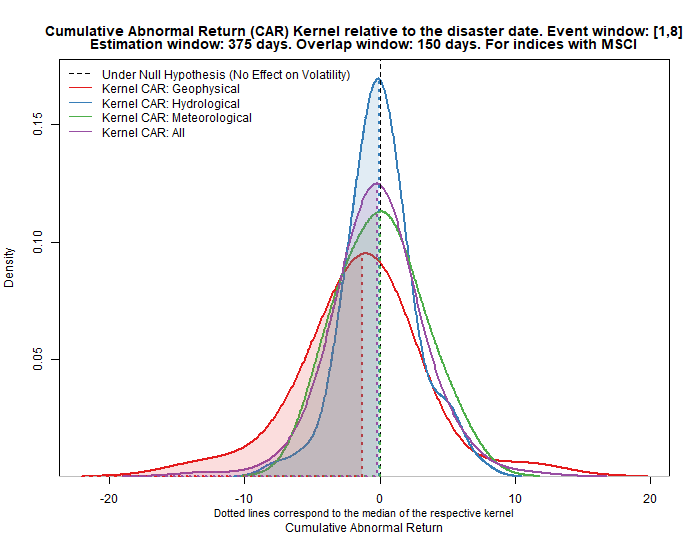 Cumulative Abnormal Return (CAR) Kernel relative to the disaster date. Event window: [1,8]
Estimation window: 375 days. Overlap window: 150 days. For indices with MSCI
Under Null Hypothesis (No Effect on Volatility)
Kernel CAR: Geophysical
Kernel CAR: Hydrological
Kernel CAR: Meteorological
Kernel CAR: All
0.15
0.10
0.05
Density
-20
-10
0
10
20
Dotted lines correspond to the median of the respective kernel
Cumulative Abnormal Return